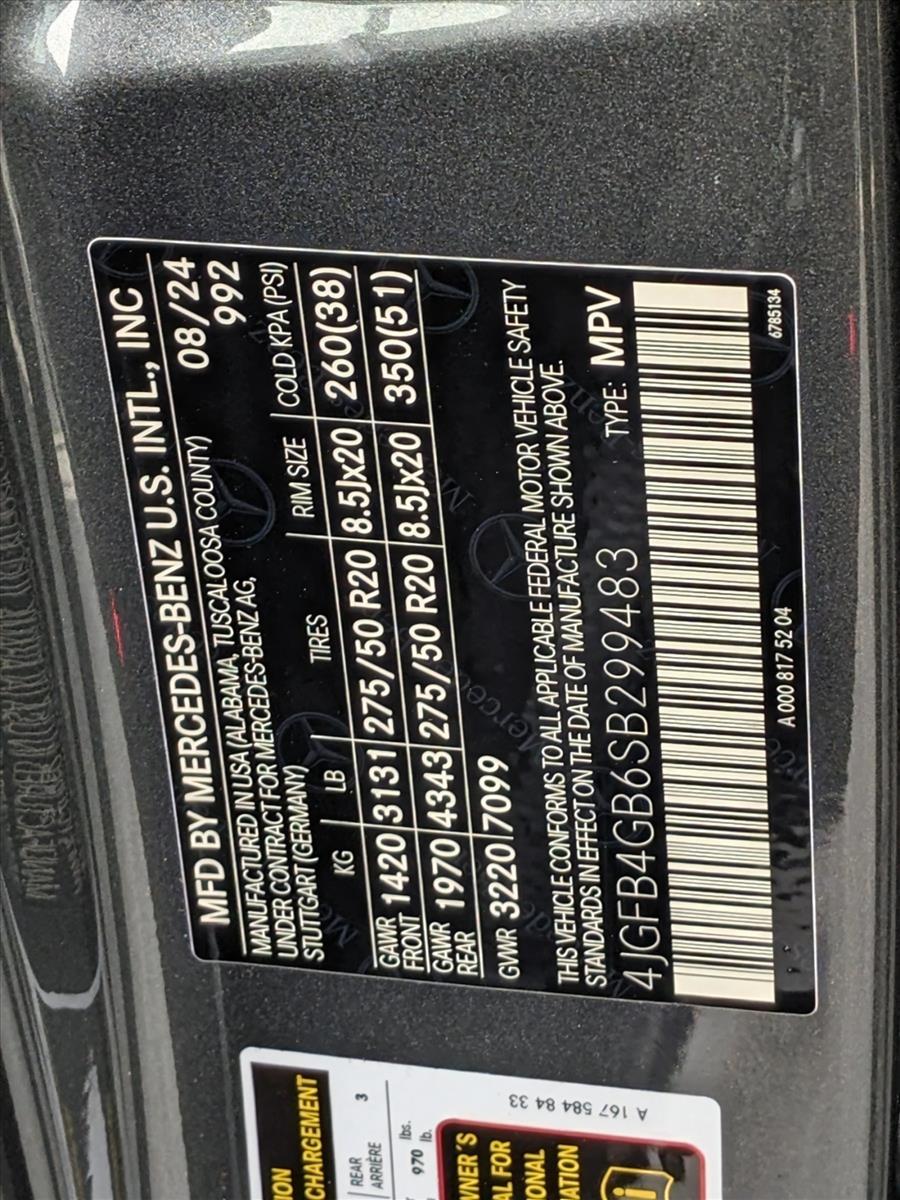 MFD BY MERCEDES-BENZ U.S. INTL., INC
MANUFACTURED IN USA (ALABAMA, TUSCALOOSA COUNTY) 08/24
UNDER CONTRACT FOR MERCEDES-BENZ AG, 992
STUTTGART (GERMANY)
KG LB TIRES RIM SIZE COLD KPA (PSI)
GAWR FRONT 1420 3131 275/50 R20 8.5Jx20 260(38)
GAWR REAR 1970 4343 275/50 R20 8.5Jx20 350(51)
GWR 3220 7099
THIS VEHICLE CONFORMS TO ALL APPLICABLE FEDERAL MOTOR VEHICLE SAFETY
STANDARDS IN EFFECT ON THE DATE OF MANUFACTURE SHOWN ABOVE.
4JGFB4GB6SB299483 TYPE: MPV
A 000 817 52 04 6785134
CHARGEMENT
REAR 3
ARRIÈRE
lbs.
970 lb.
A 167 584 84 33